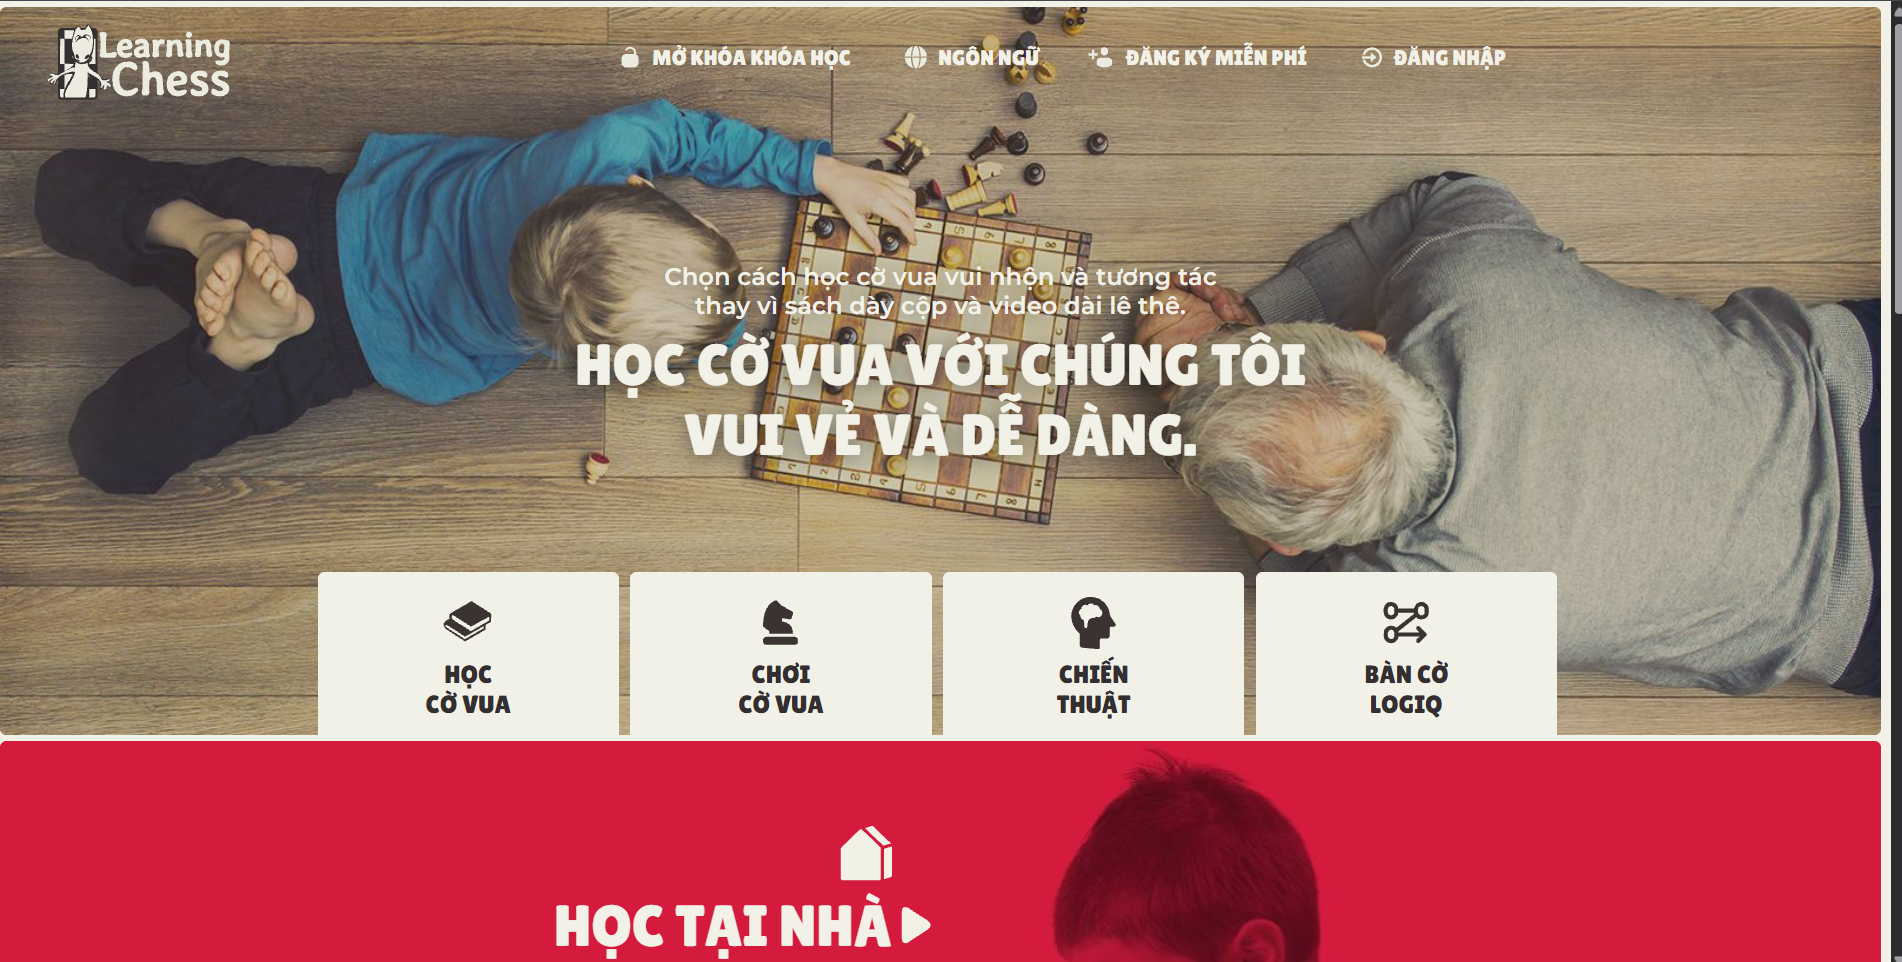 Learning
Chess
MỞ KHÓA KHÓA HỌC
NGÔN NGỮ
ĐĂNG KÝ MIỄN PHÍ
ĐĂNG NHẬP
Chọn cách học cờ vua vui nhộn và tương tác
thay vì sách dày cộp và video dài lê thê.
HỌC CỜ VUA VỚI CHÚNG TÔI
VUI VẺ VÀ DỄ DÀNG.
HỌC
CỜ VUA
CHƠI
CỜ VUA
CHIẾN
THUẬT
BÀN CỜ
LOGIQ
HỌC TẠI NHÀ